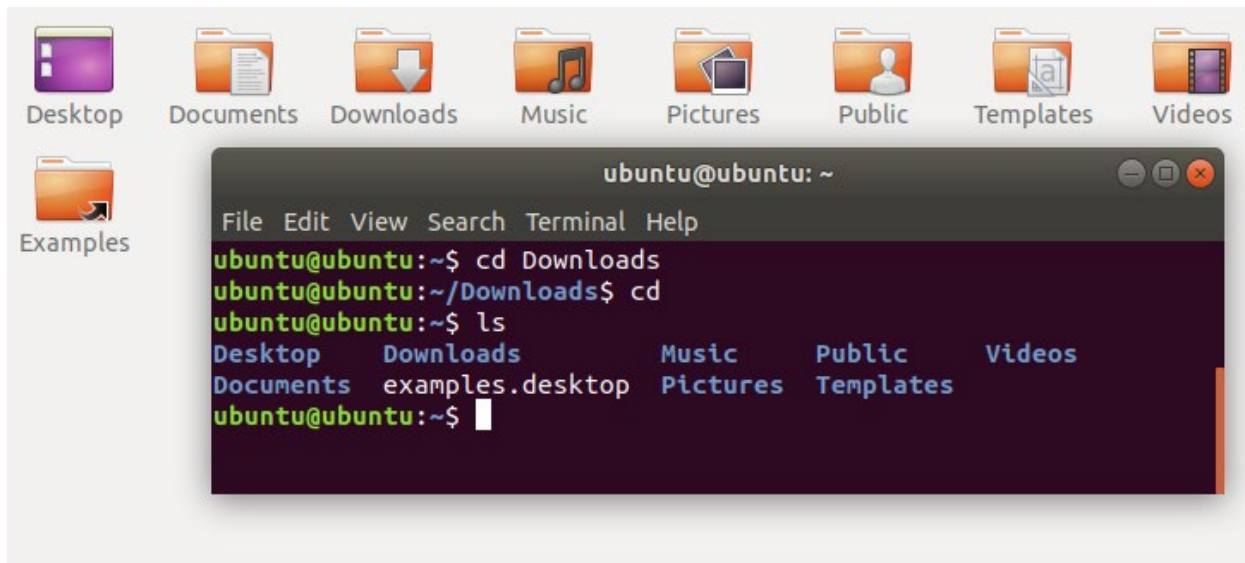 Desktop Documents Downloads Music Pictures Public Templates Videos
Examples
ubuntu@ubuntu: ~
File Edit View Search Terminal Help
ubuntu@ubuntu:~$ cd Downloads
ubuntu@ubuntu:~/Downloads$ cd
ubuntu@ubuntu:~$ ls
Desktop Downloads Music Public Videos
Documents examples.desktop Pictures Templates
ubuntu@ubuntu:~$